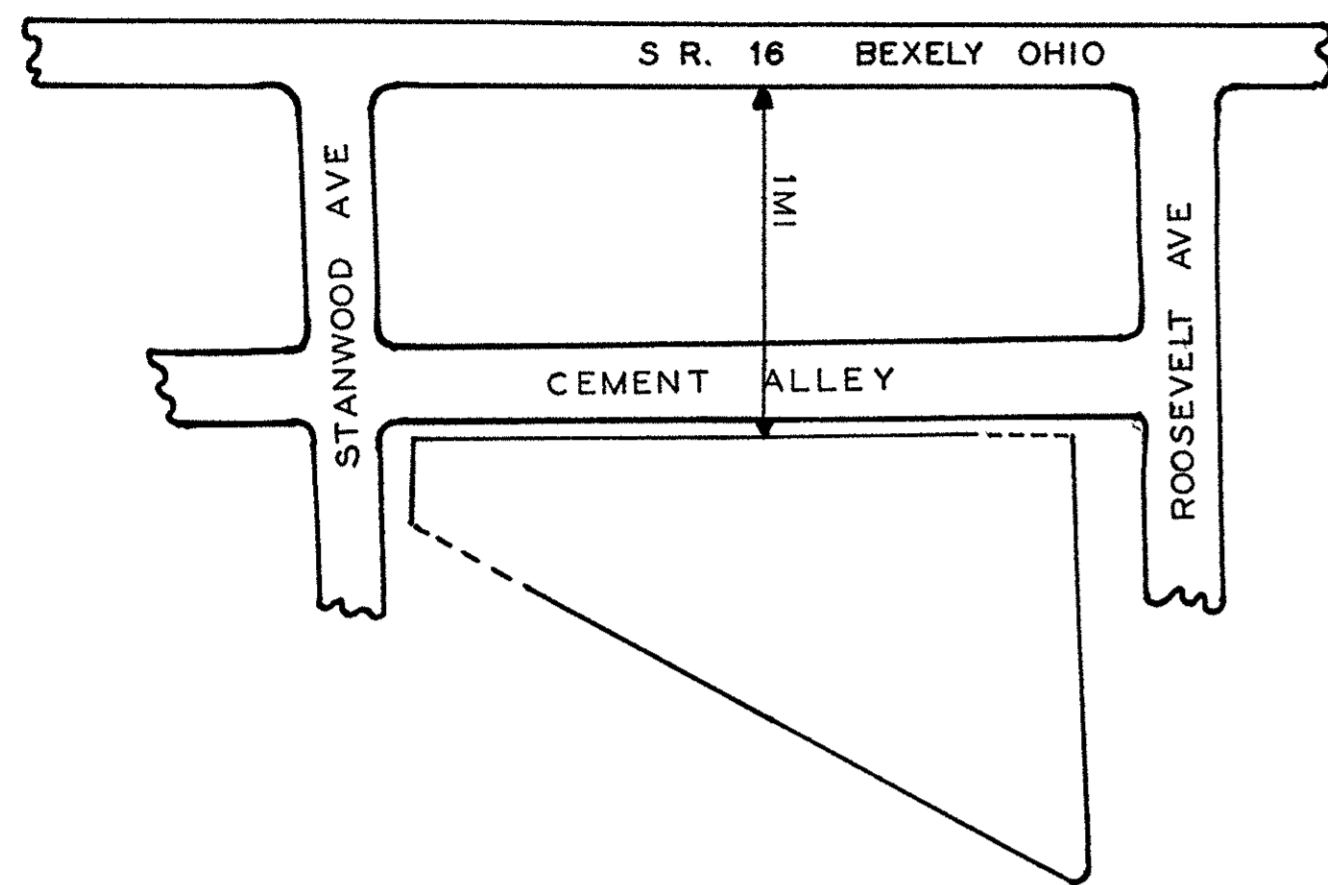 S R. 16 BEXELY OHIO
STANWOOD AVE
1MI
ROOSEVELT AVE
CEMENT ALLEY